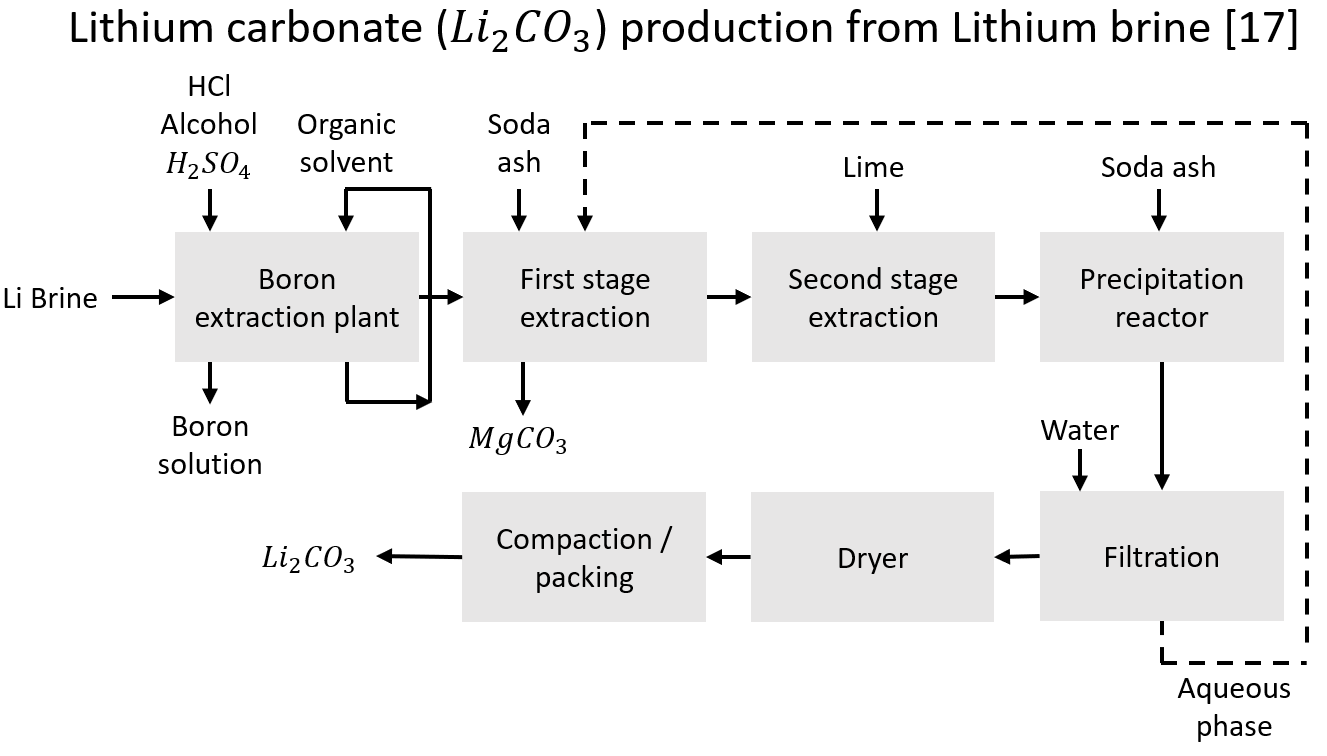 Lithium carbonate (Li₂CO₃) production from Lithium brine [17]
HCl
Alcohol
H₂SO₄
Organic
solvent
Soda
ash
Lime
Soda ash
Li Brine
Boron
extraction plant
First stage
extraction
Second stage
extraction
Precipitation
reactor
Boron
solution
MgCO₃
Water
Li₂CO₃
Compaction /
packing
Dryer
Filtration
Aqueous
phase